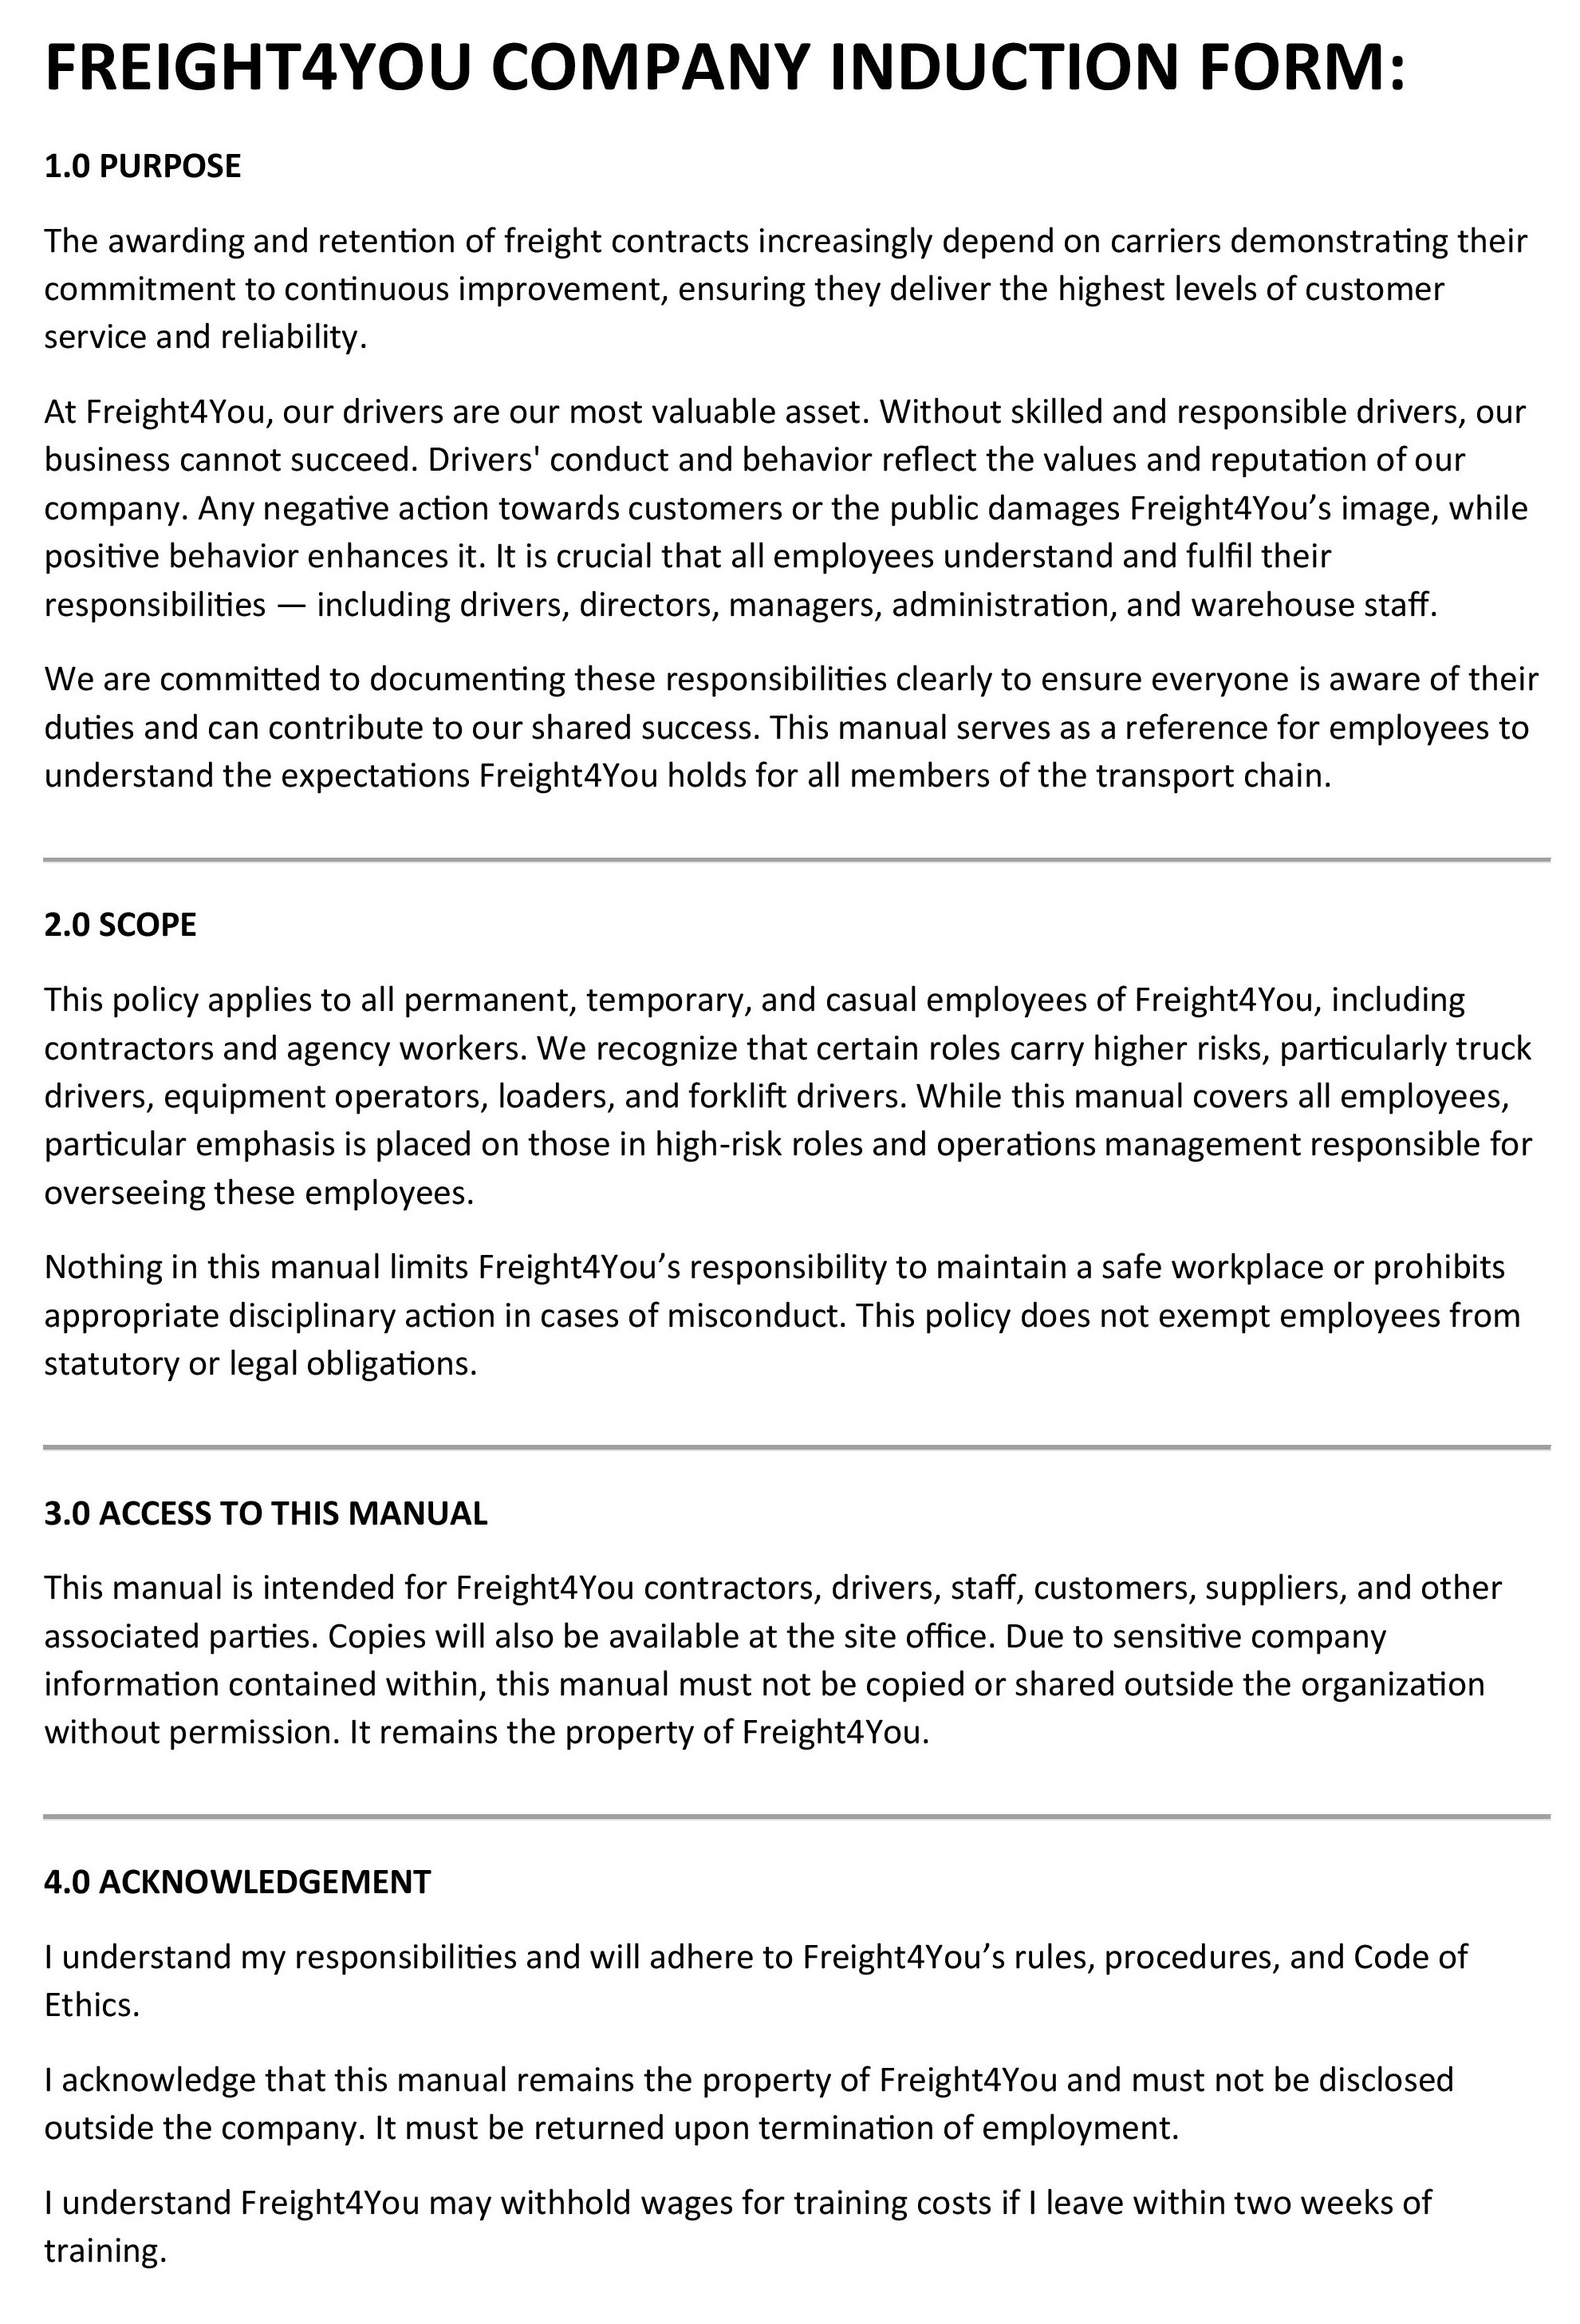 FREIGHT4YOU COMPANY INDUCTION FORM:
1.0 PURPOSE
The awarding and retention of freight contracts increasingly depend on carriers demonstrating their
commitment to continuous improvement, ensuring they deliver the highest levels of customer
service and reliability.
At Freight4You, our drivers are our most valuable asset. Without skilled and responsible drivers, our
business cannot succeed. Drivers' conduct and behavior reflect the values and reputation of our
company. Any negative action towards customers or the public damages Freight4You’s image, while
positive behavior enhances it. It is crucial that all employees understand and fulfil their
responsibilities — including drivers, directors, managers, administration, and warehouse staff.
We are committed to documenting these responsibilities clearly to ensure everyone is aware of their
duties and can contribute to our shared success. This manual serves as a reference for employees to
understand the expectations Freight4You holds for all members of the transport chain.
2.0 SCOPE
This policy applies to all permanent, temporary, and casual employees of Freight4You, including
contractors and agency workers. We recognize that certain roles carry higher risks, particularly truck
drivers, equipment operators, loaders, and forklift drivers. While this manual covers all employees,
particular emphasis is placed on those in high-risk roles and operations management responsible for
overseeing these employees.
Nothing in this manual limits Freight4You’s responsibility to maintain a safe workplace or prohibits
appropriate disciplinary action in cases of misconduct. This policy does not exempt employees from
statutory or legal obligations.
3.0 ACCESS TO THIS MANUAL
This manual is intended for Freight4You contractors, drivers, staff, customers, suppliers, and other
associated parties. Copies will also be available at the site office. Due to sensitive company
information contained within, this manual must not be copied or shared outside the organization
without permission. It remains the property of Freight4You.
4.0 ACKNOWLEDGEMENT
I understand my responsibilities and will adhere to Freight4You’s rules, procedures, and Code of
Ethics.
I acknowledge that this manual remains the property of Freight4You and must not be disclosed
outside the company. It must be returned upon termination of employment.
I understand Freight4You may withhold wages for training costs if I leave within two weeks of
training.